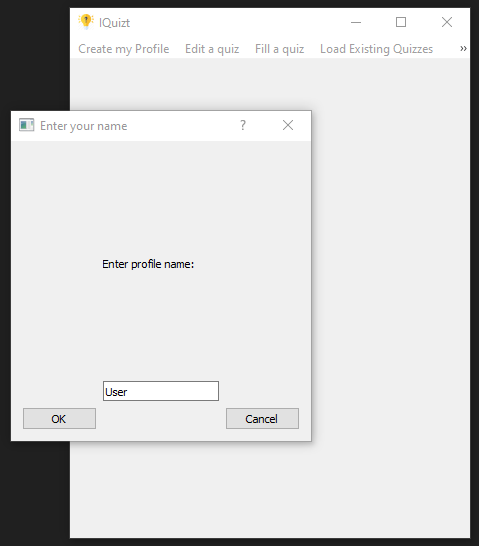 IQuizt
Create my Profile Edit a quiz Fill a quiz Load Existing Quizzes »
Enter your name ?
Enter profile name:
User
OK Cancel